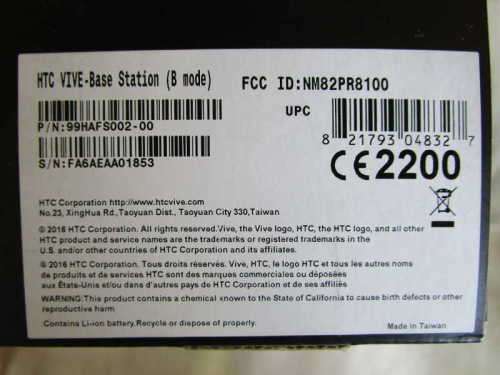 HTC VIVE-Base Station (B mode)
FCC ID:NM82PR8100
P/N:99HAFS002-00
UPC
8 21793 04832 7
S/N:FA6AEAA01853
CE2200
HTC Corporation http://www.htcvive.com
No.23, XingHua Rd.,Taoyuan Dist., Taoyuan City 330,Taiwan
© 2016 HTC Corporation. All rights reserved.Vive, the Vive logo, HTC, the HTC logo, and all other
HTC product and service names are the trademarks or registered trademarks in the
U.S. and/or other countries of HTC Corporation and its affiliates.
© 2016 HTC Corporation. Tous droits réservés. Vive, HTC, le logo HTC et tous les autres noms
de produits et de services HTC sont des marques commerciales ou déposées
aux États-Unis et/ou dans d'autres pays de HTC Corporation et de ses affiliés
WARNING:This product contains a chemical known to the State of California to cause birth defects or other
reproductive harm
Contains Li-ion battery.Recycle or dispose of properly.
Made in Taiwan